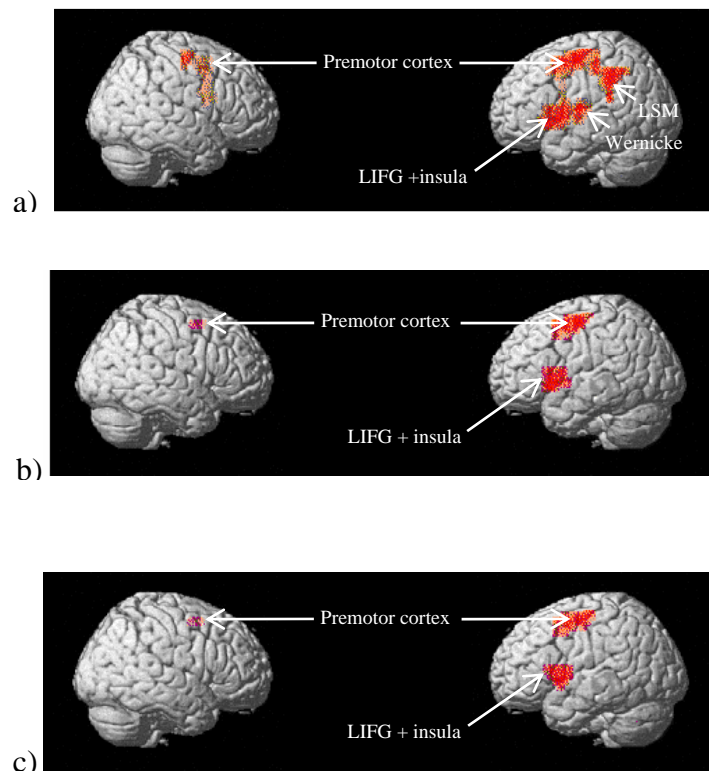 Premotor cortex
LSM
Wernicke
LIFG +insula
a)
Premotor cortex
LIFG + insula
b)
Premotor cortex
LIFG + insula
c)